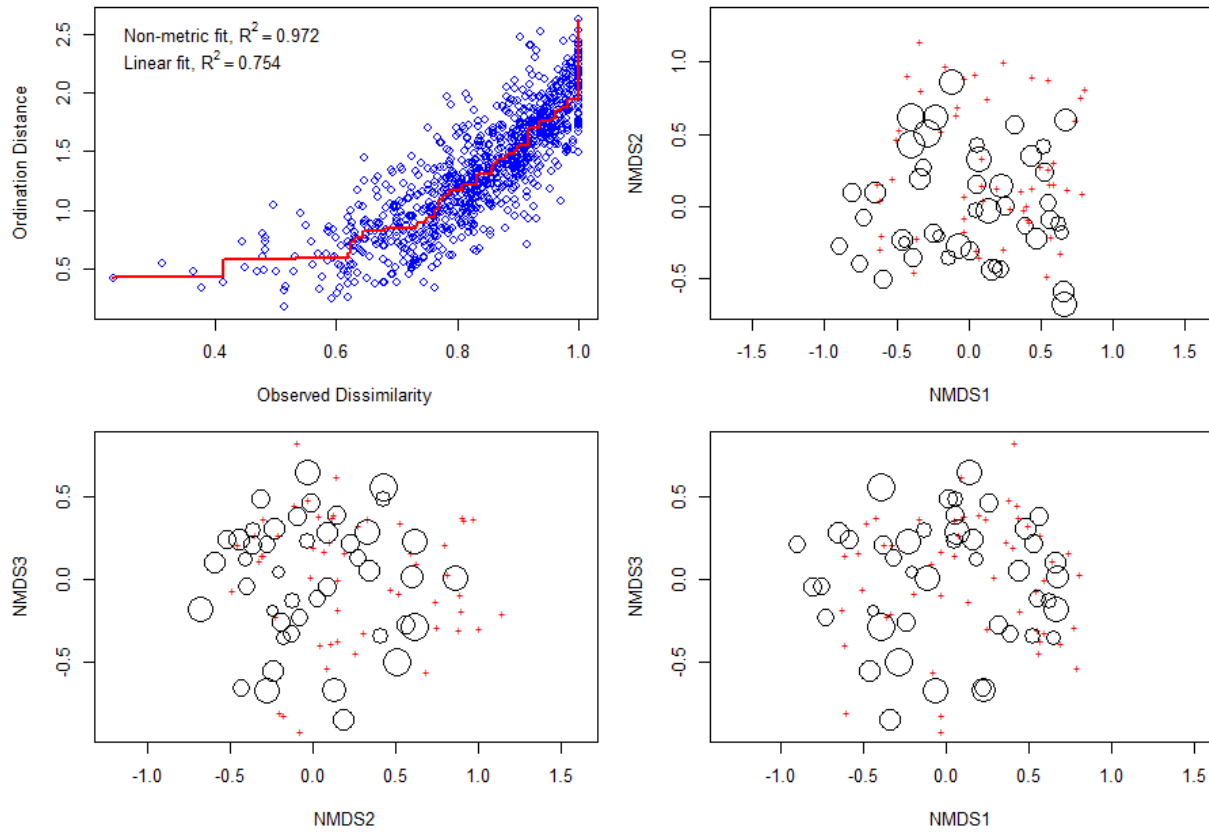 Non-metric fit, R² = 0.972
Linear fit, R² = 0.754
Ordination Distance
0.5 1.0 1.5 2.0 2.5
0.4 0.6 0.8 1.0
Observed Dissimilarity
NMDS2
-0.5 0.0 0.5 1.0
-1.5 -1.0 -0.5 0.0 0.5 1.0 1.5
NMDS1
NMDS3
-0.5 0.0 0.5
-1.0 -0.5 0.0 0.5 1.0 1.5
NMDS2
NMDS3
-0.5 0.0 0.5
-1.0 -0.5 0.0 0.5 1.0 1.5
NMDS1